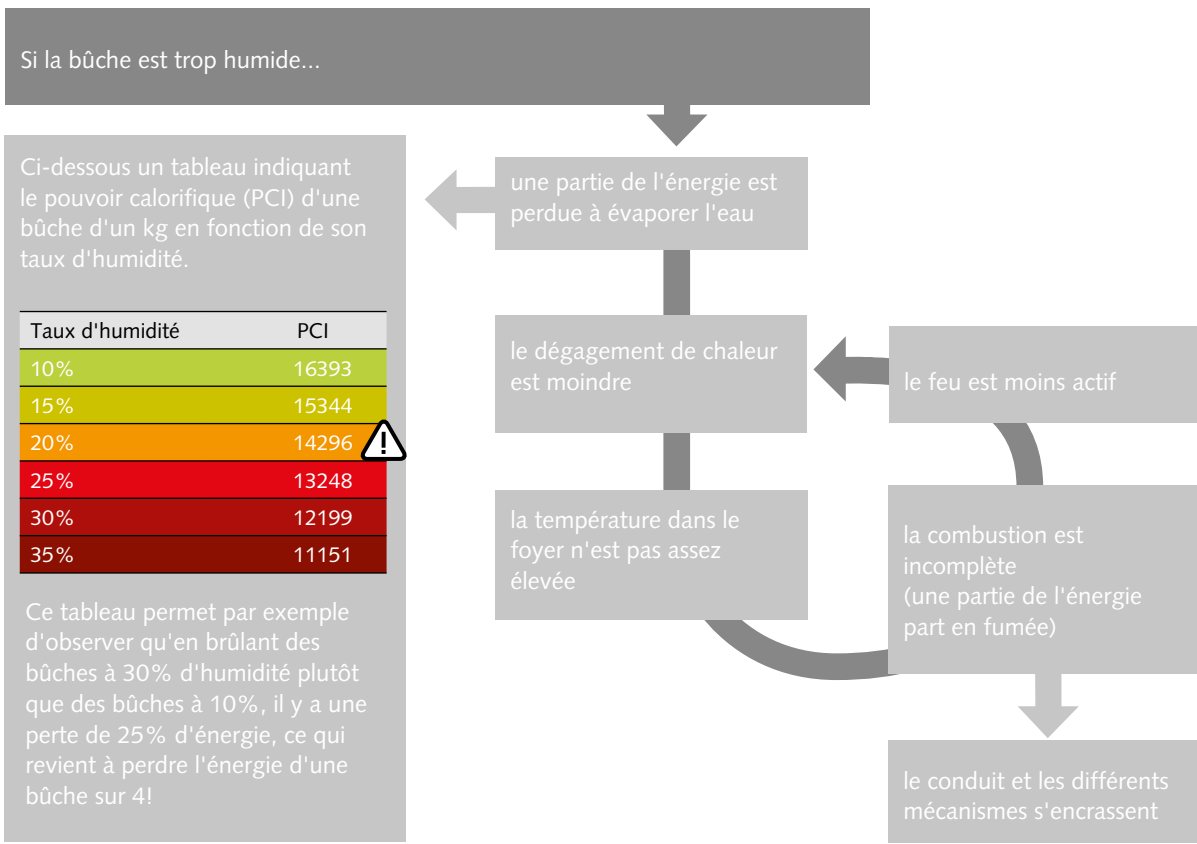 Si la bûche est trop humide...
Ci-dessous un tableau indiquant
le pouvoir calorifique (PCI) d'une
bûche d'un kg en fonction de son
taux d'humidité.
Taux d'humidité PCI
10% 16393
15% 15344
20% 14296
25% 13248
30% 12199
35% 11151
Ce tableau permet par exemple
d'observer qu'en brûlant des
bûches à 30% d'humidité plutôt
que des bûches à 10%, il y a une
perte de 25% d'énergie, ce qui
revient à perdre l'énergie d'une
bûche sur 4!
une partie de l'énergie est
perdue à évaporer l'eau
le dégagement de chaleur
est moindre
la température dans le
foyer n'est pas assez
élevée
le feu est moins actif
la combustion est
incomplète
(une partie de l'énergie
part en fumée)
le conduit et les différents
mécanismes s'encrassent